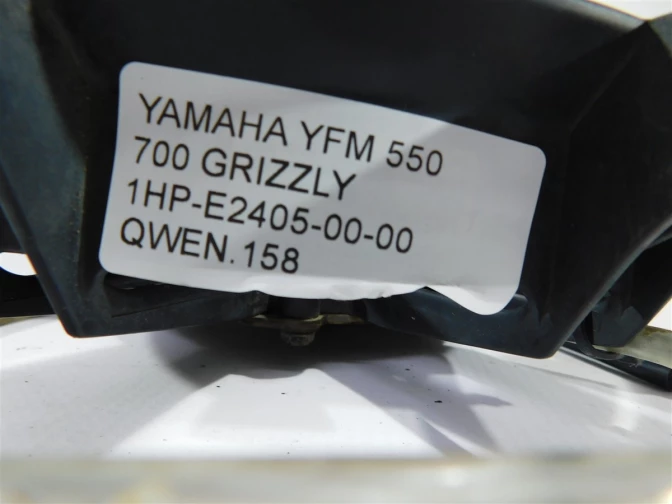 YAMAHA YFM 550
700 GRIZZLY
1HP-E2405-00-00
QWEN.158